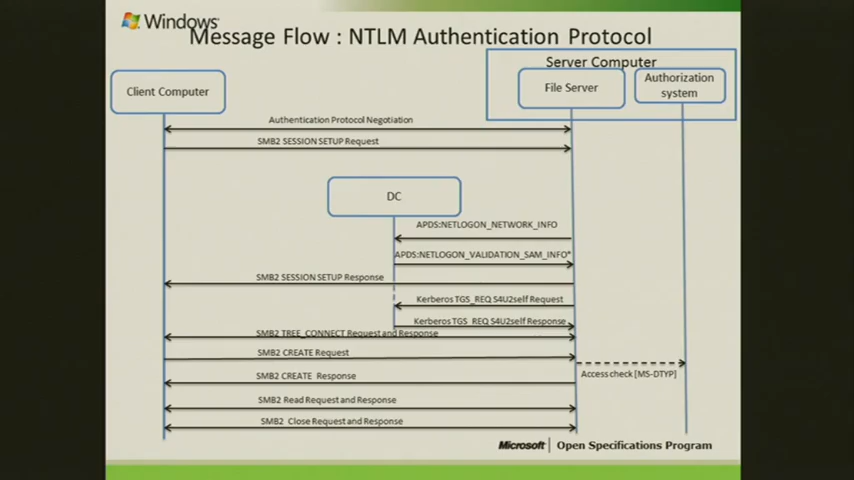 Windows
Message Flow : NTLM Authentication Protocol
Server Computer
Client Computer
File Server
Authorization
system
Authentication Protocol Negotiation
SMB2 SESSION SETUP Request
DC
APDS:NETLOGON_NETWORK_INFO
APDS:NETLOGON_VALIDATION_SAM_INFO*
SMB2 SESSION SETUP Response
Kerberos TGS_REQ S4U2self Request
Kerberos TGS_REQ S4U2self Response
SMB2 TREE_CONNECT Request and Response
SMB2 CREATE Request
Access check [MS-DTYP]
SMB2 CREATE Response
SMB2 Read Request and Response
SMB2 Close Request and Response
Microsoft | Open Specifications Program